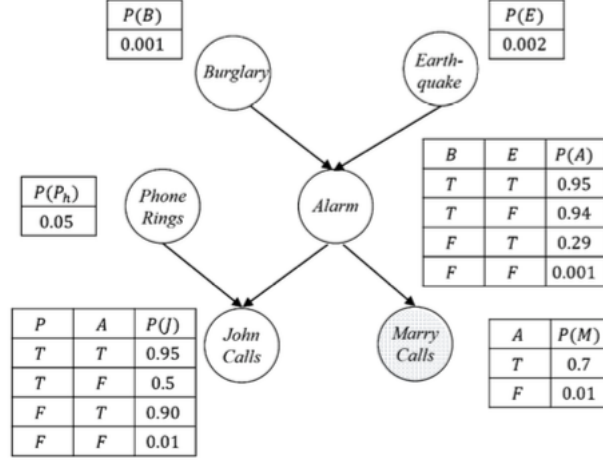 P(B)
0.001
P(E)
0.002
Burglary
Earth-
quake
B E P(A)
T T 0.95
T F 0.94
F T 0.29
F F 0.001
P(Pₕ)
0.05
Phone
Rings
Alarm
P A P(J)
T T 0.95
T F 0.5
F T 0.90
F F 0.01
John
Calls
Marry
Calls
A P(M)
T 0.7
F 0.01